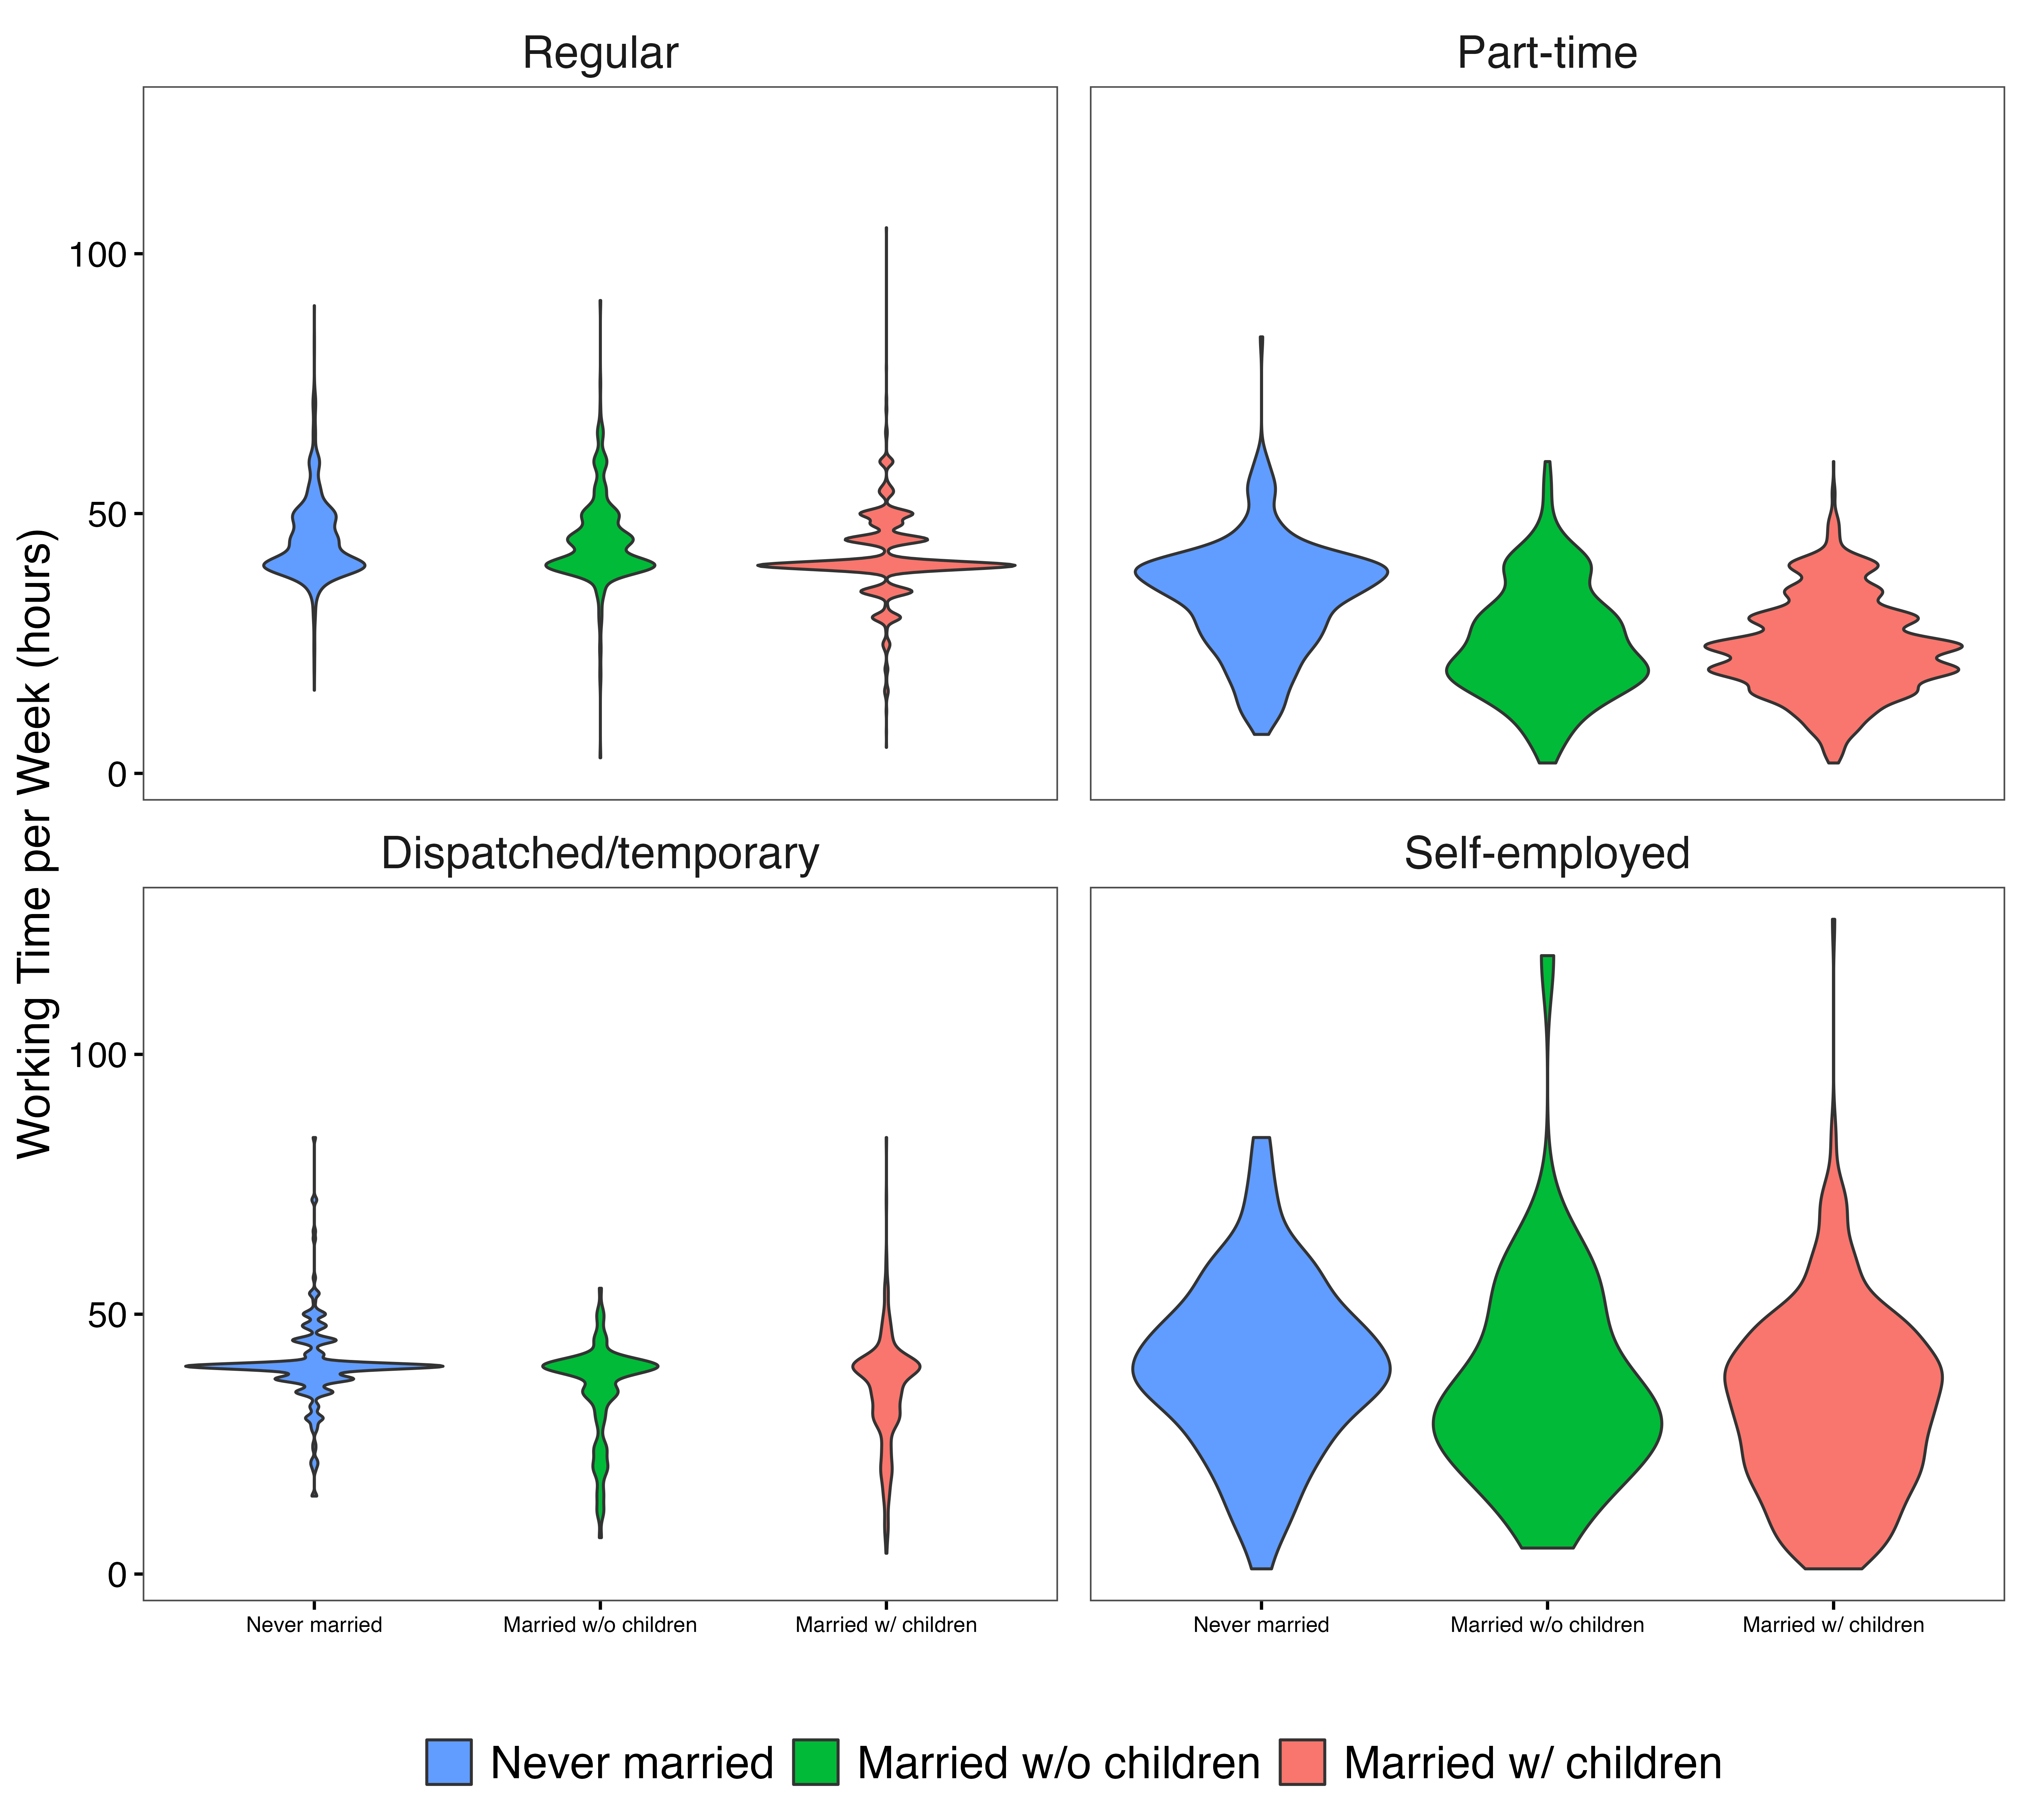 Regular
Part-time
100
50
0
Working Time per Week (hours)
Dispatched/temporary
Self-employed
100
50
0
Never married
Married w/o children
Married w/ children
Never married
Married w/o children
Married w/ children
Never married
Married w/o children
Married w/ children